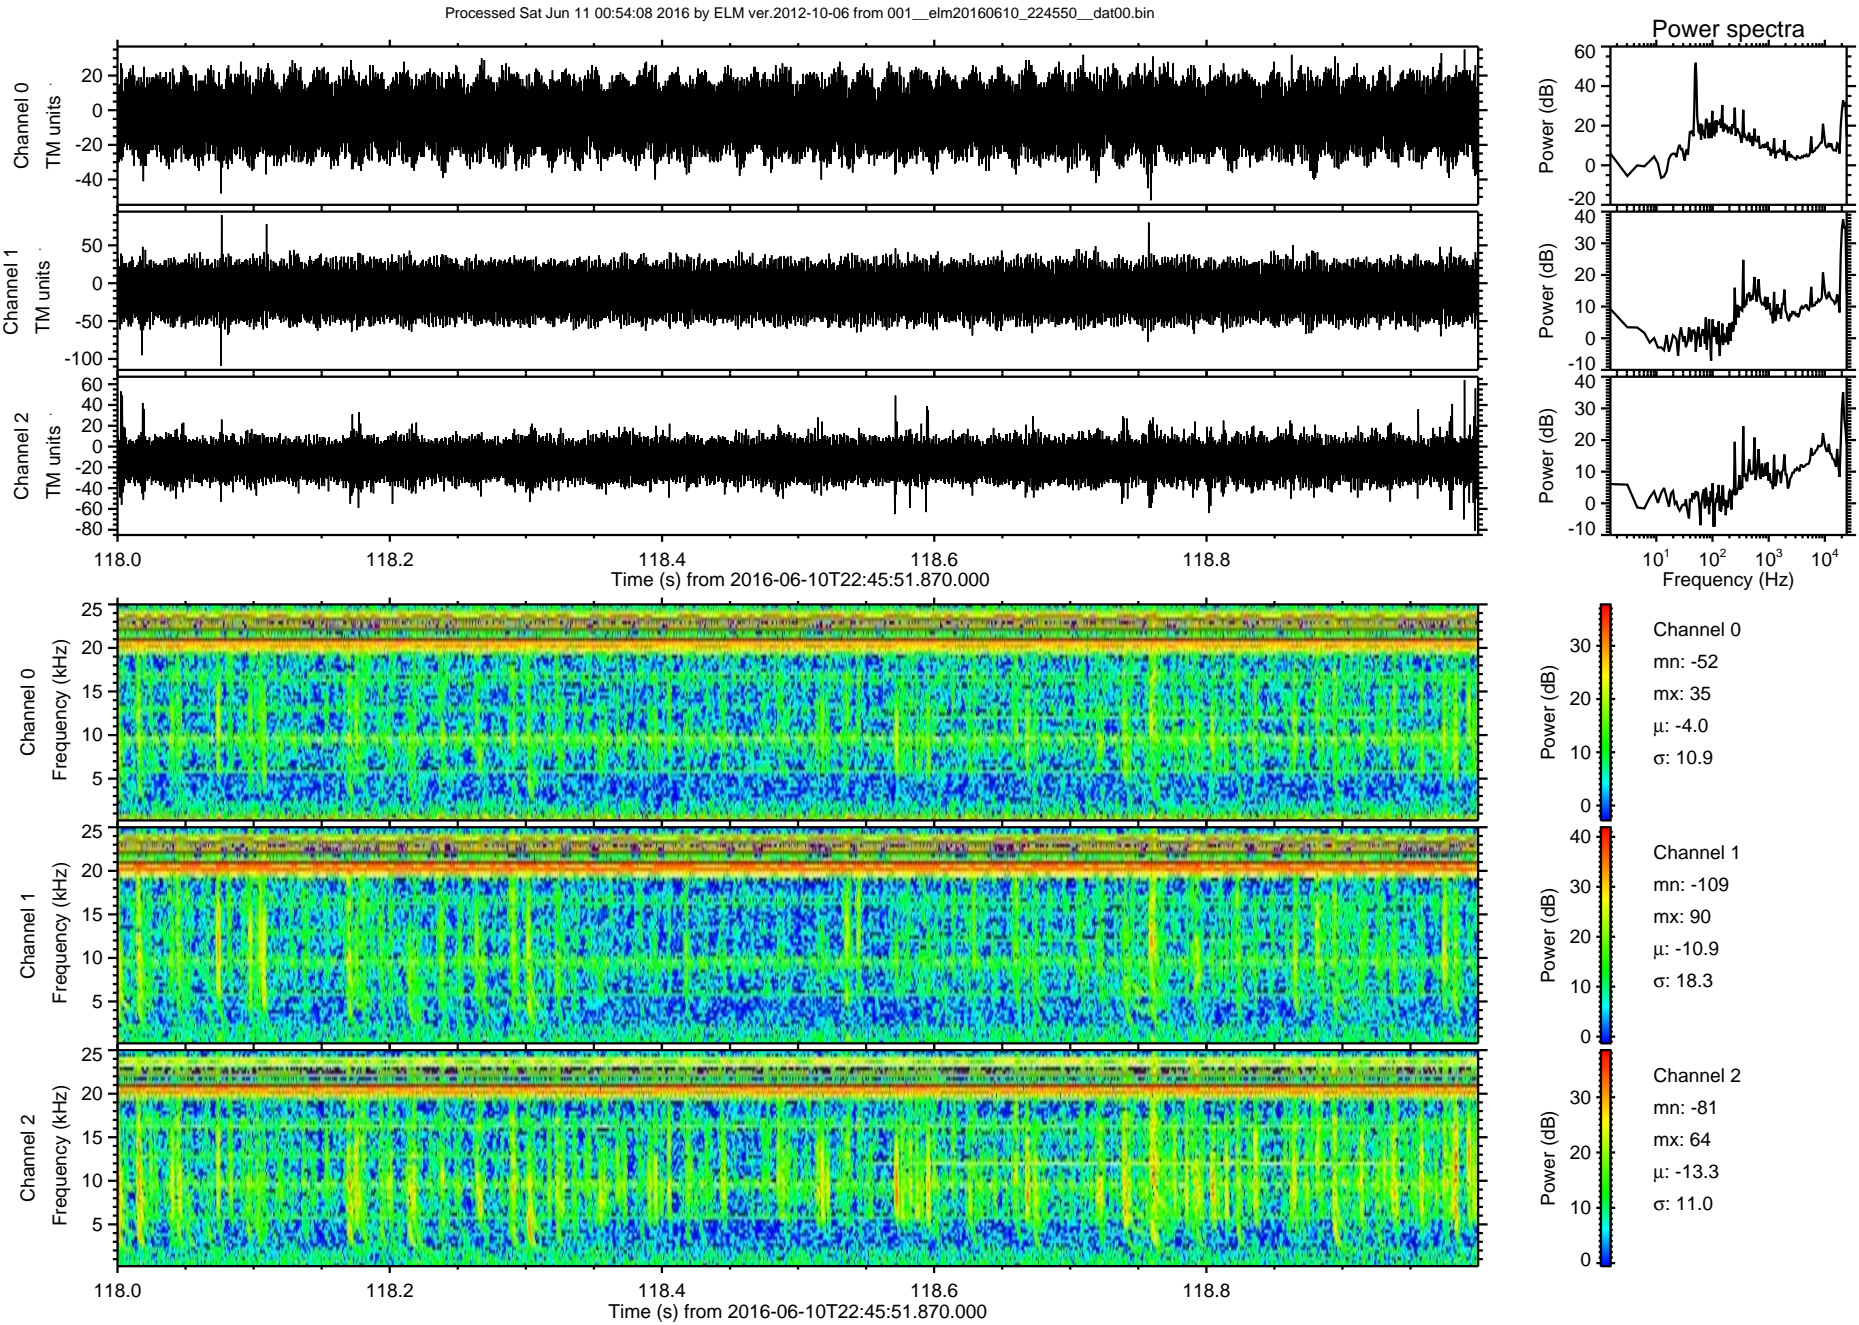 Processed Sat Jun 11 00:54:08 2016 by ELM ver.2012-10-06 from 001__elm20160610_224550__dat00.bin
Power spectra
Channel 0
TM units
20
0
-20
-40
Power (dB)
60
40
20
0
-20
Channel 1
TM units
50
0
-50
-100
Power (dB)
40
30
20
10
0
-10
Channel 2
TM units
60
40
20
0
-20
-40
-60
-80
Power (dB)
40
30
20
10
0
-10
118.0 118.2 118.4 118.6 118.8
Time (s) from 2016-06-10T22:45:51.870.000
10^1 10^2 10^3 10^4
Frequency (Hz)
Channel 0
Frequency (kHz)
25
20
15
10
5
Power (dB)
30
20
10
0
Channel 0
mn: -52
mx: 35
μ: -4.0
σ: 10.9
Channel 1
Frequency (kHz)
25
20
15
10
5
Power (dB)
40
30
20
10
0
Channel 1
mn: -109
mx: 90
μ: -10.9
σ: 18.3
Channel 2
Frequency (kHz)
25
20
15
10
5
Power (dB)
30
20
10
0
Channel 2
mn: -81
mx: 64
μ: -13.3
σ: 11.0
118.0 118.2 118.4 118.6 118.8
Time (s) from 2016-06-10T22:45:51.870.000